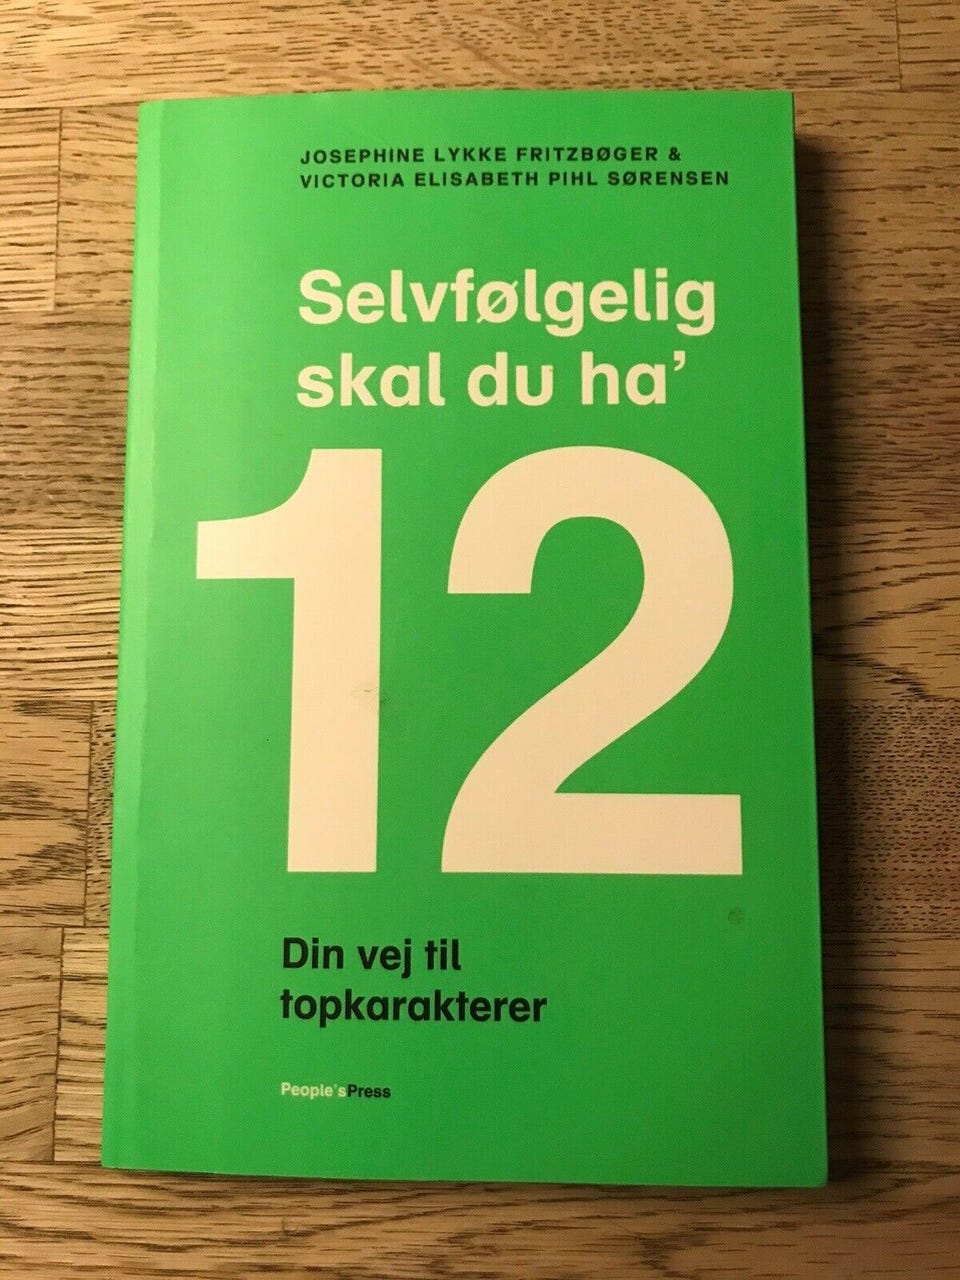 JOSEPHINE LYKKE FRITZBØGER &
VICTORIA ELISABETH PIHL SØRENSEN
Selvfølgelig
skal du ha’
12
Din vej til
topkarakterer
People'sPress